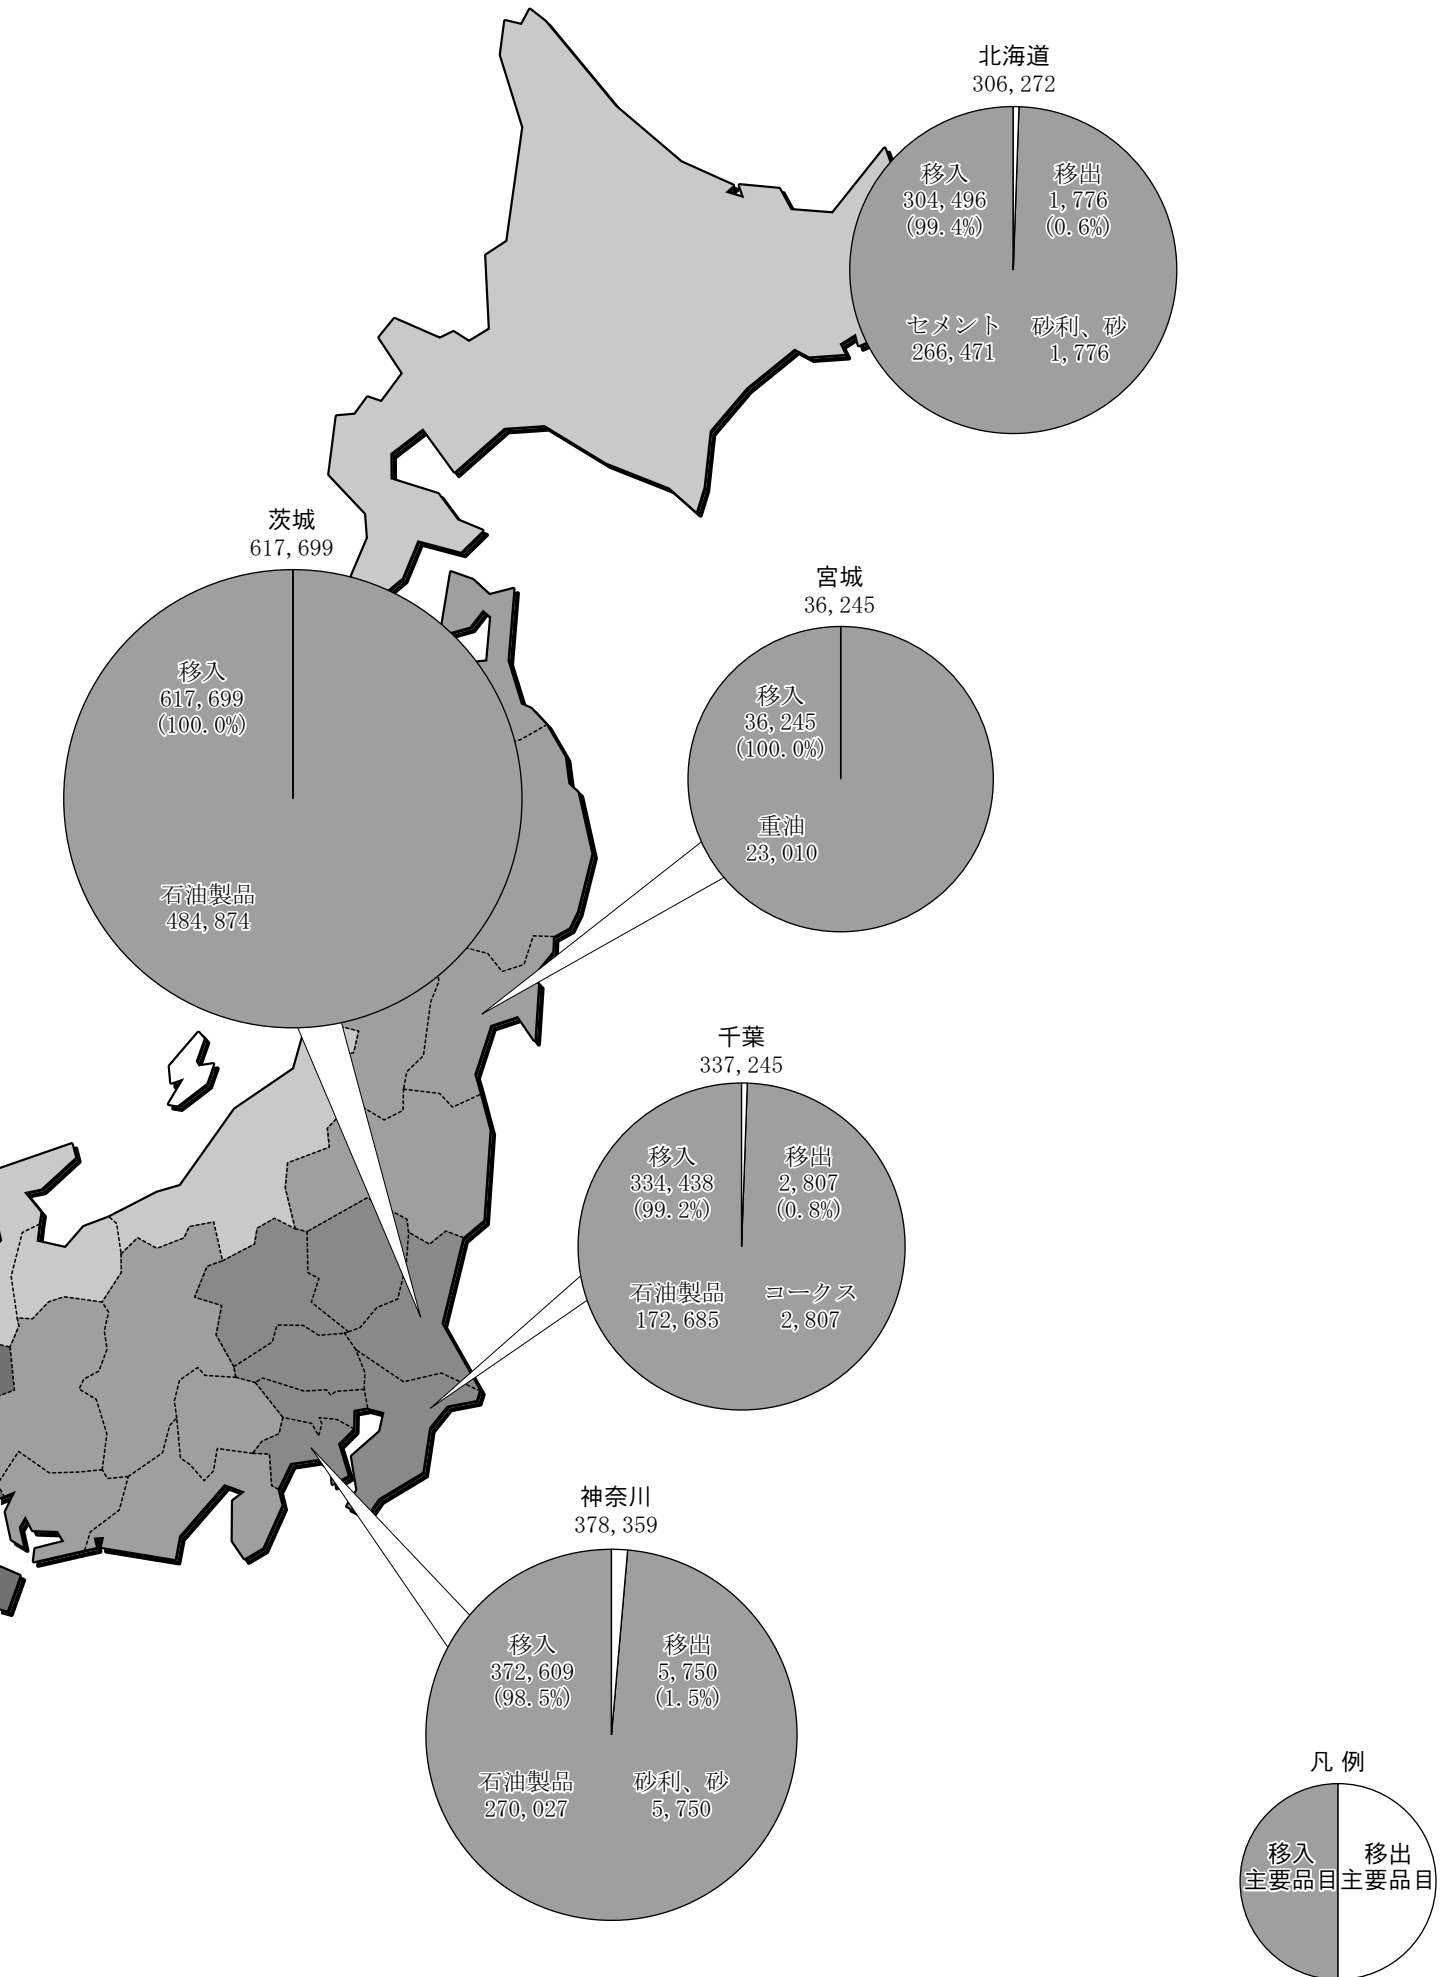 北海道
306,272
移入
304,496
(99.4%)
移出
1,776
(0.6%)
セメント
266,471
砂利、砂
1,776
茨城
617,699
移入
617,699
(100.0%)
石油製品
484,874
宮城
36,245
移入
36,245
(100.0%)
重油
23,010
千葉
337,245
移入
334,438
(99.2%)
移出
2,807
(0.8%)
石油製品
172,685
コークス
2,807
神奈川
378,359
移入
372,609
(98.5%)
移出
5,750
(1.5%)
石油製品
270,027
砂利、砂
5,750
凡 例
移入
主要品目
移出
主要品目